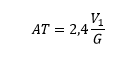 AT = 2,4 V₁/G